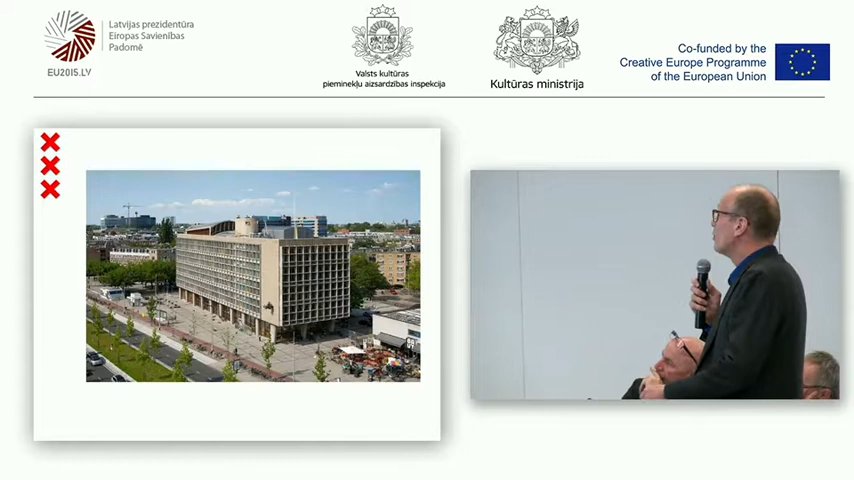 Latvijas prezidentūra
Eiropas Savienības
Padomē
EU2015.LV
Valsts kultūras
pieminekļu aizsardzības inspekcija
Kultūras ministrija
Co-funded by the
Creative Europe Programme
of the European Union